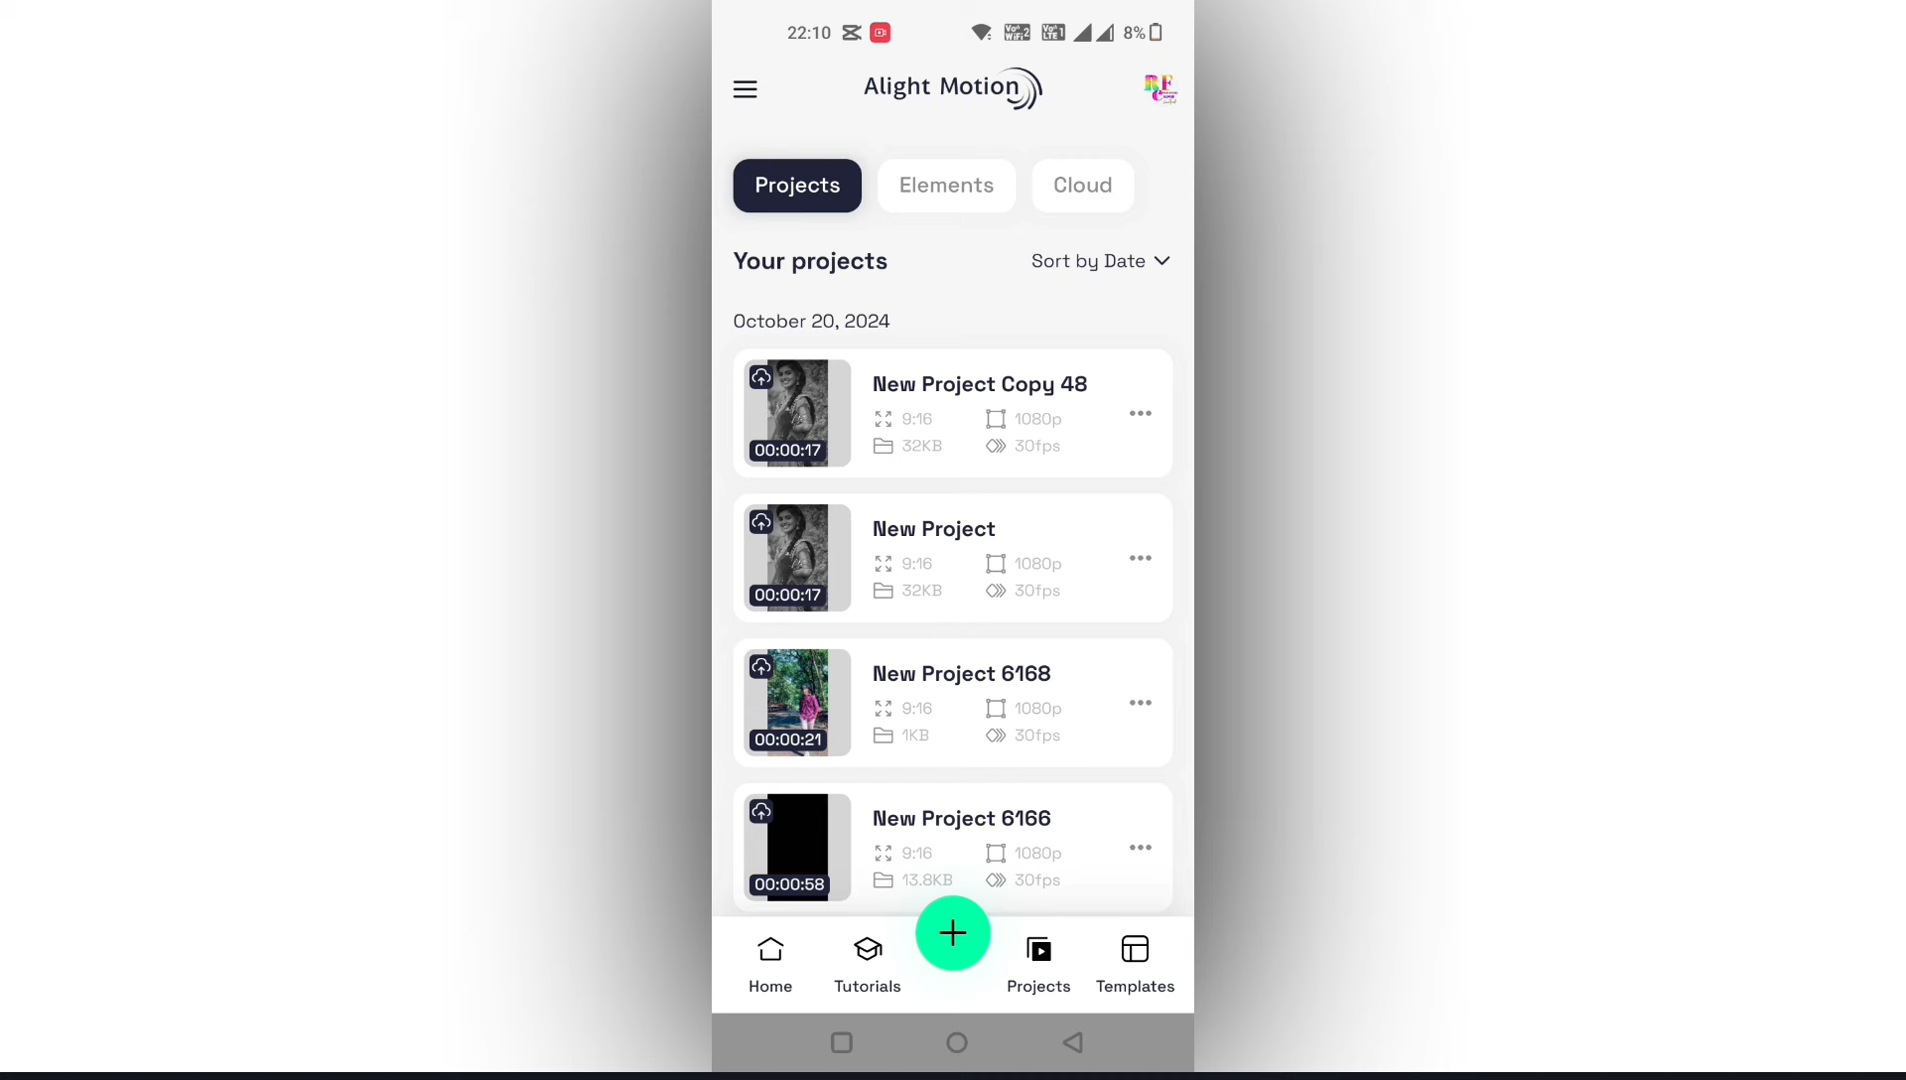 22:10 8%
Alight Motion
Projects Elements Cloud
Your projects Sort by Date
October 20, 2024
New Project Copy 48
9:16 1080p
32KB 30fps
00:00:17
New Project
9:16 1080p
32KB 30fps
00:00:17
New Project 6168
9:16 1080p
1KB 30fps
00:00:21
New Project 6166
9:16 1080p
13.8KB 30fps
00:00:58
Home Tutorials Projects Templates